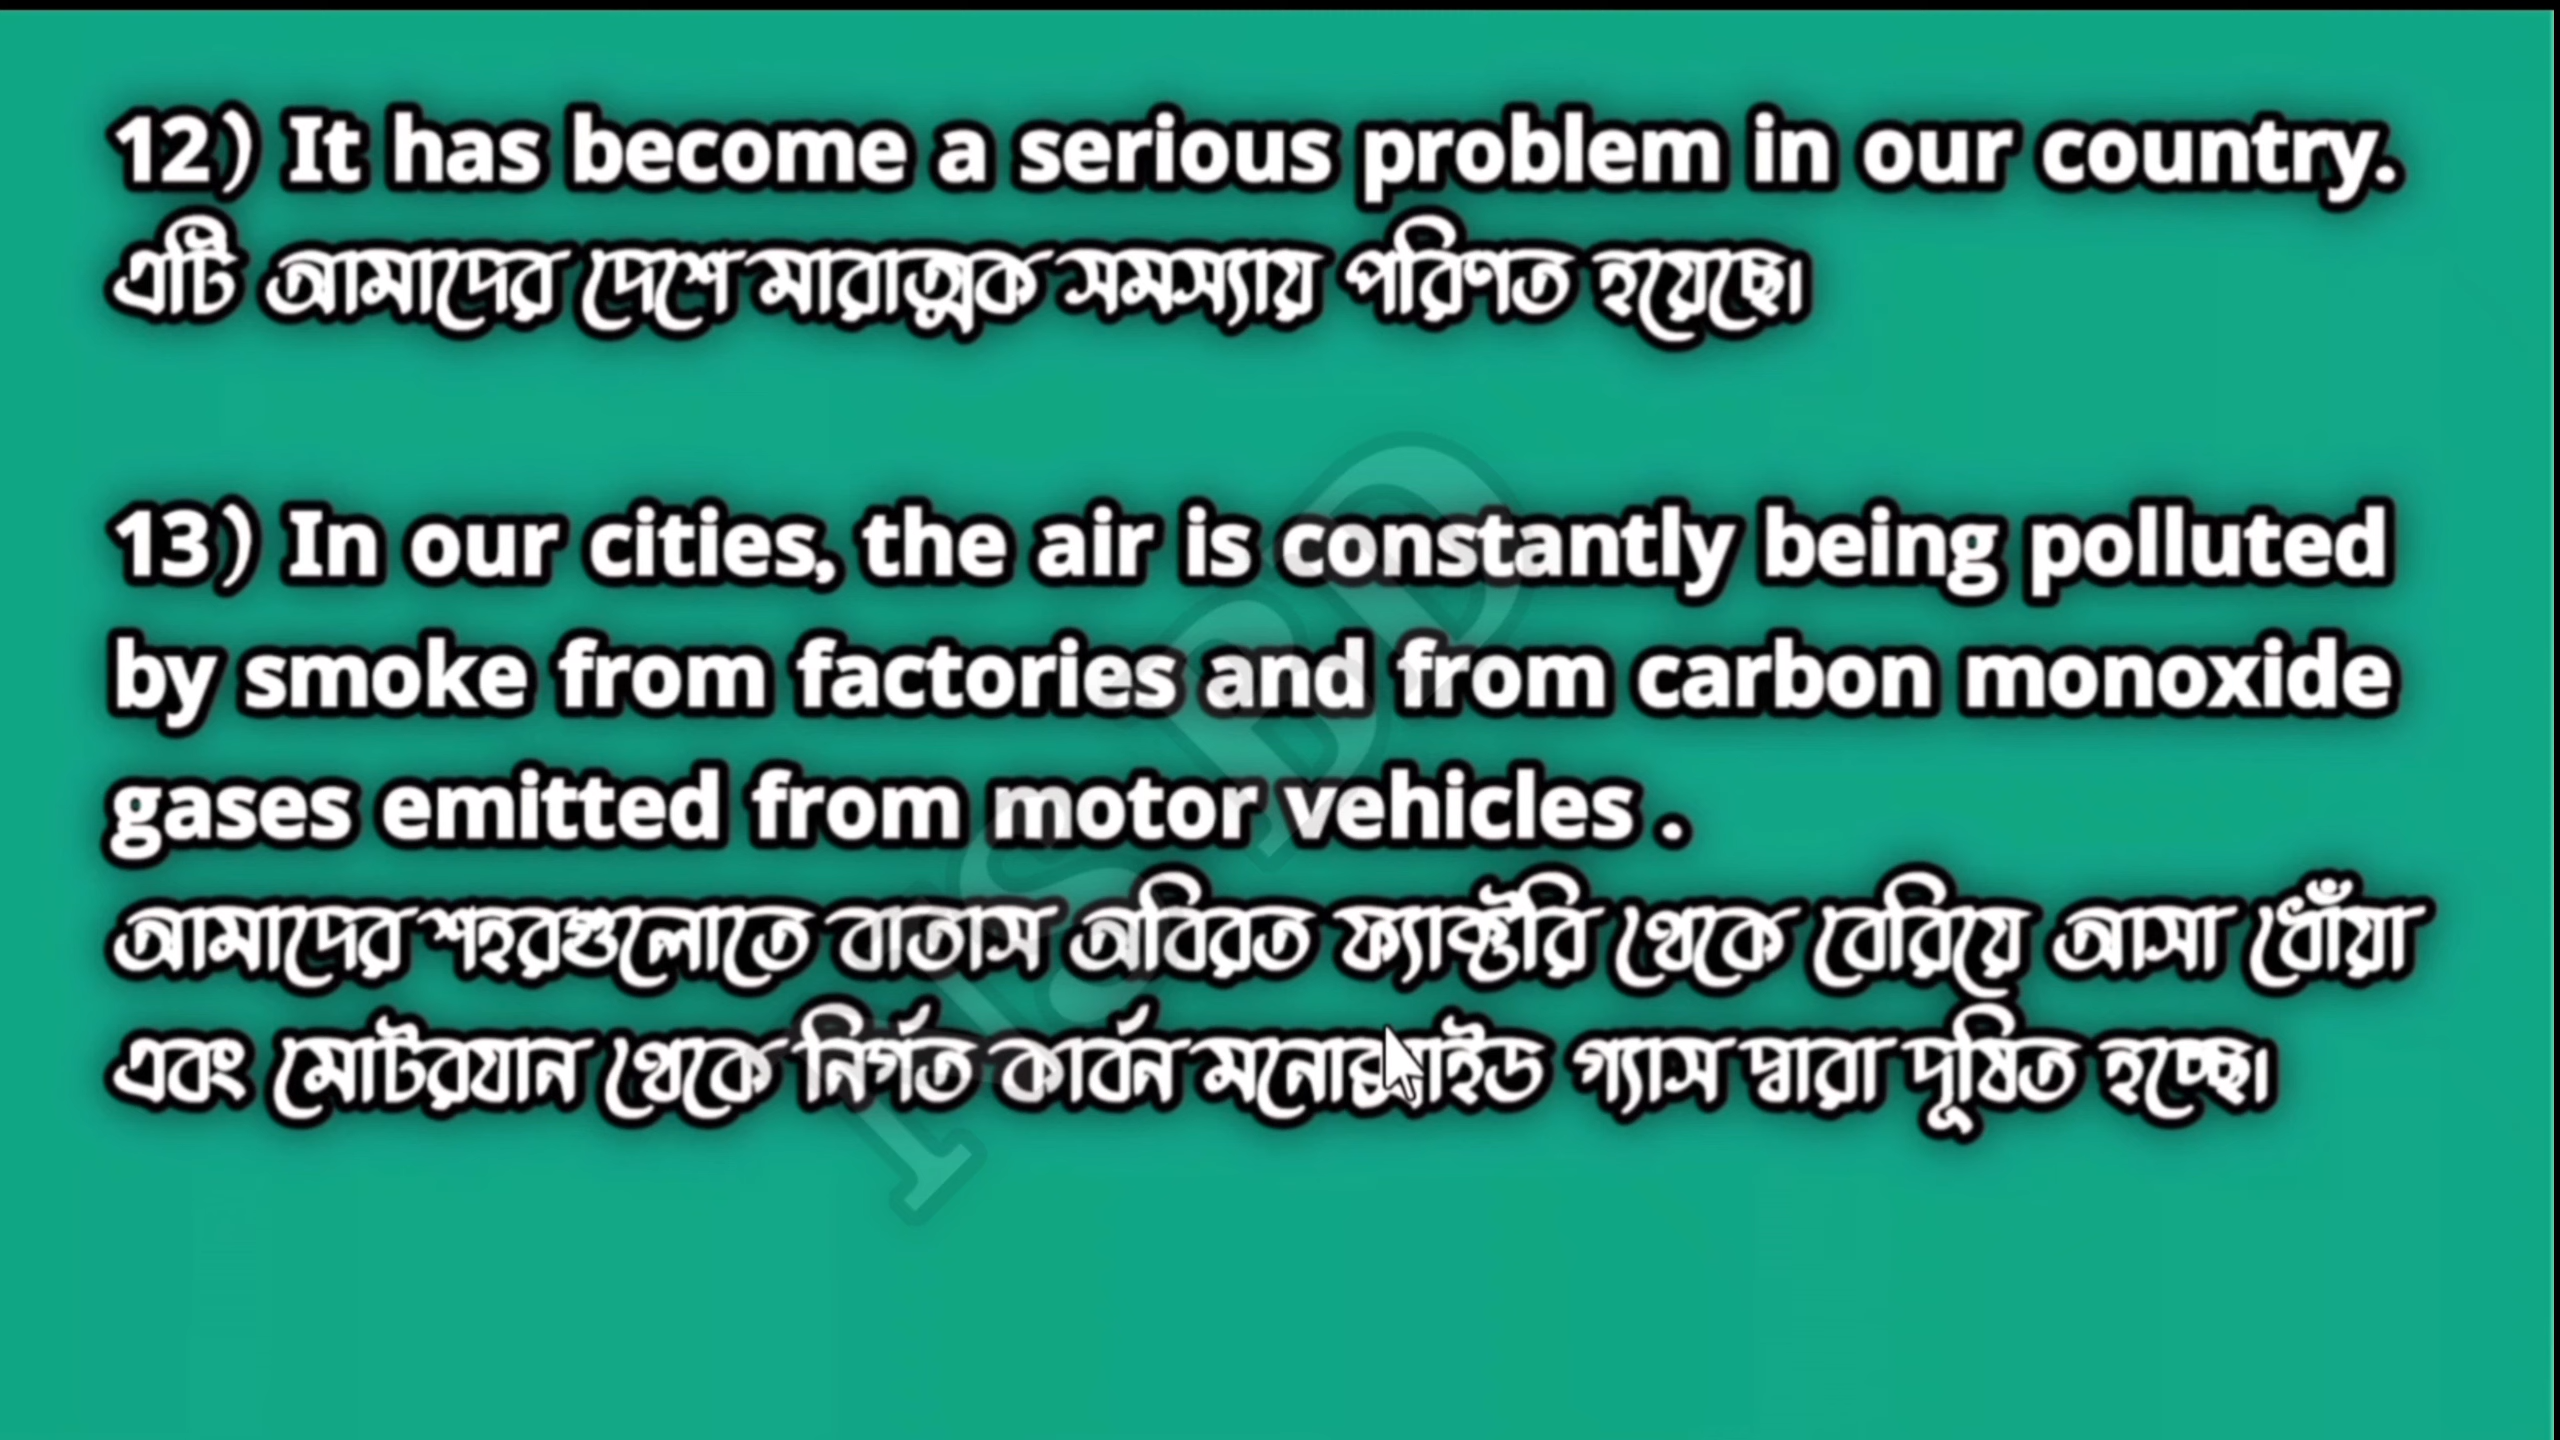 12) It has become a serious problem in our country.
এটি আমাদের দেশে মারাত্মক সমস্যায় পরিণত হয়েছে।
13) In our cities, the air is constantly being polluted
by smoke from factories and from carbon monoxide
gases emitted from motor vehicles .
আমাদের শহরগুলোতে বাতাস অবিরত ফ্যাক্টরি থেকে বেরিয়ে আসা ধোঁয়া
এবং মোটরযান থেকে নির্গত কার্বন মনোক্সাইড গ্যাস দ্বারা দূষিত হচ্ছে।